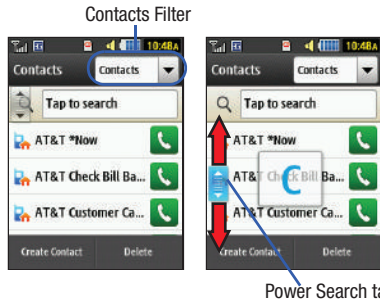 Contacts Filter
10:48A
Contacts Contacts
Tap to search
AT&T *Now
AT&T Check Bill Ba...
AT&T Customer Ca...
Create Contact Delete
10:48A
Contacts Contacts
Tap to search
AT&T *Now
AT&T Check Bill Ba...
C
AT&T Customer Ca...
Create Contact Delete
Power Search ta